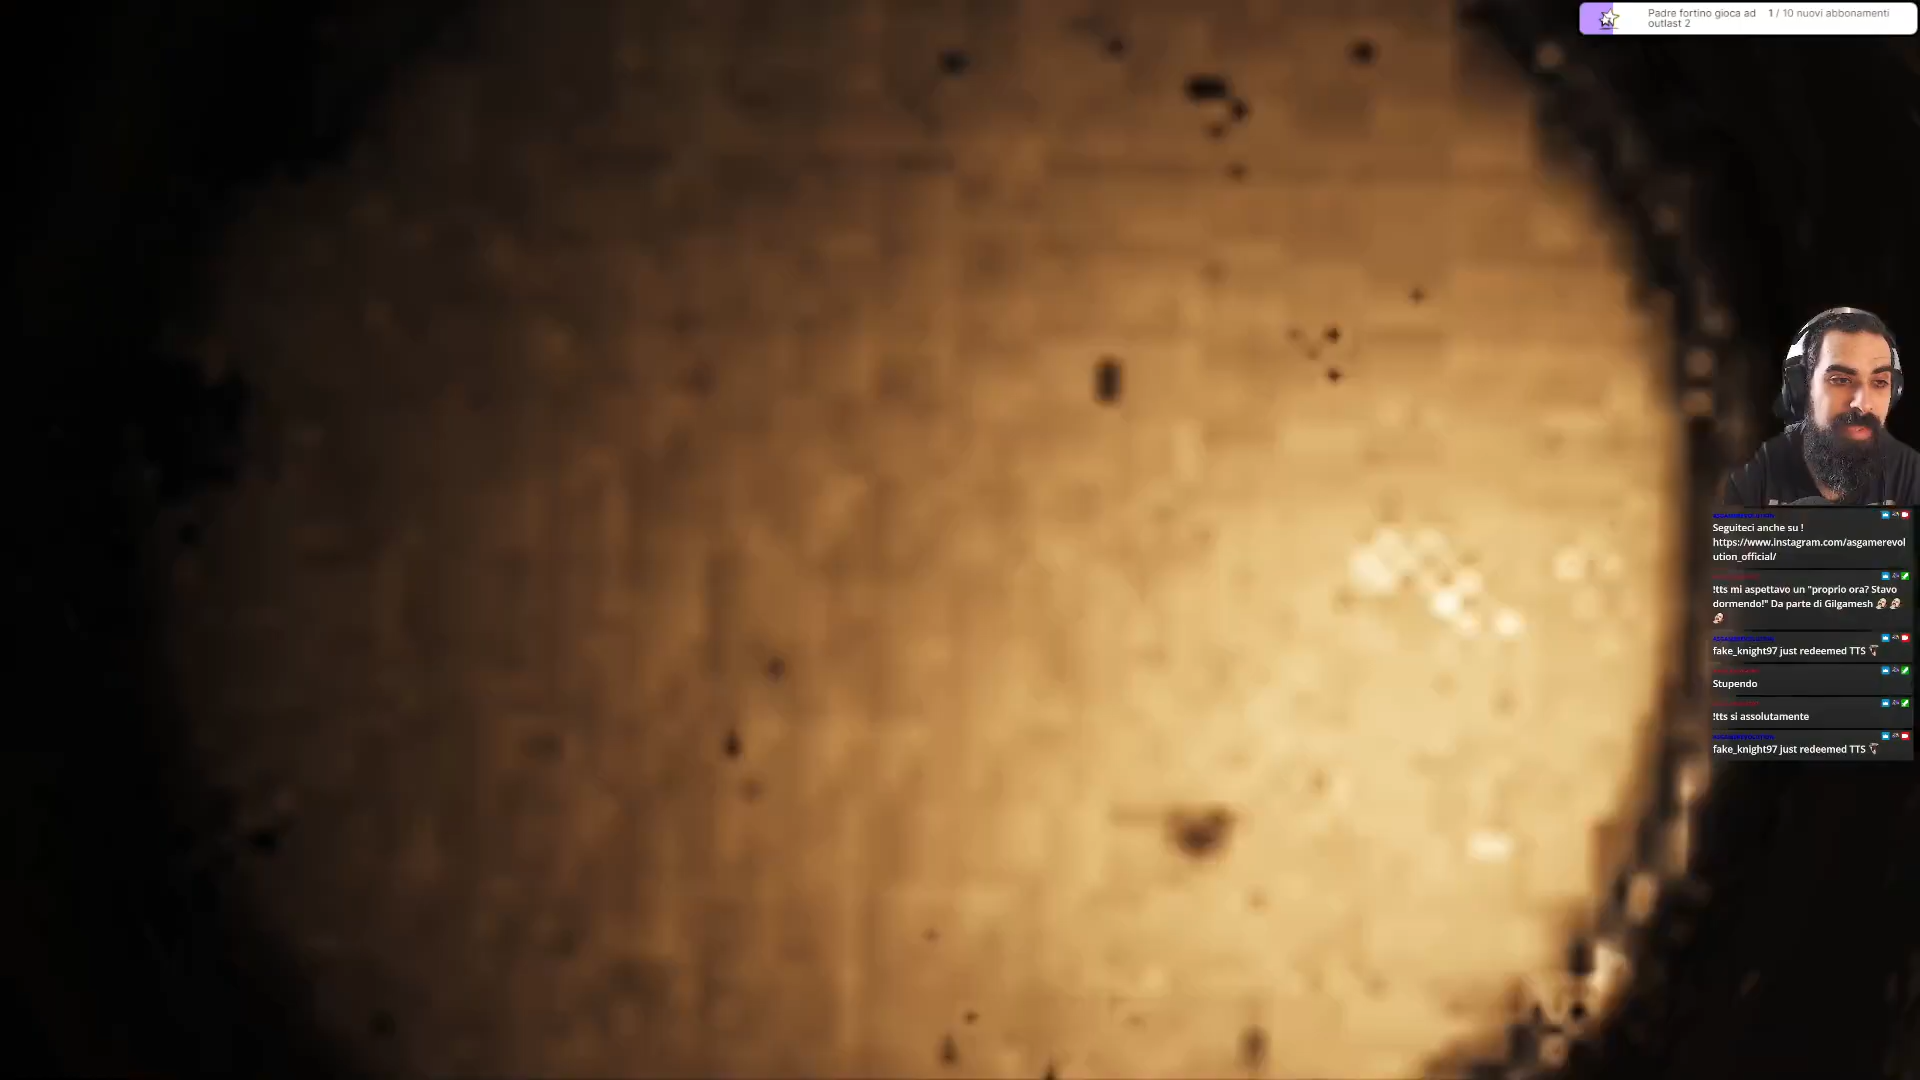 Padre fortino gioca ad
outlast 2
1 / 10 nuovi abbonamenti
Seguiteci anche su !
https://www.instagram.com/asgamerevol
ution_official/
!tts mi aspettavo un "proprio ora? Stavo
dormendo!" Da parte di Gilgamesh
fake_knight97 just redeemed TTS
Stupendo
!tts si assolutamente
fake_knight97 just redeemed TTS